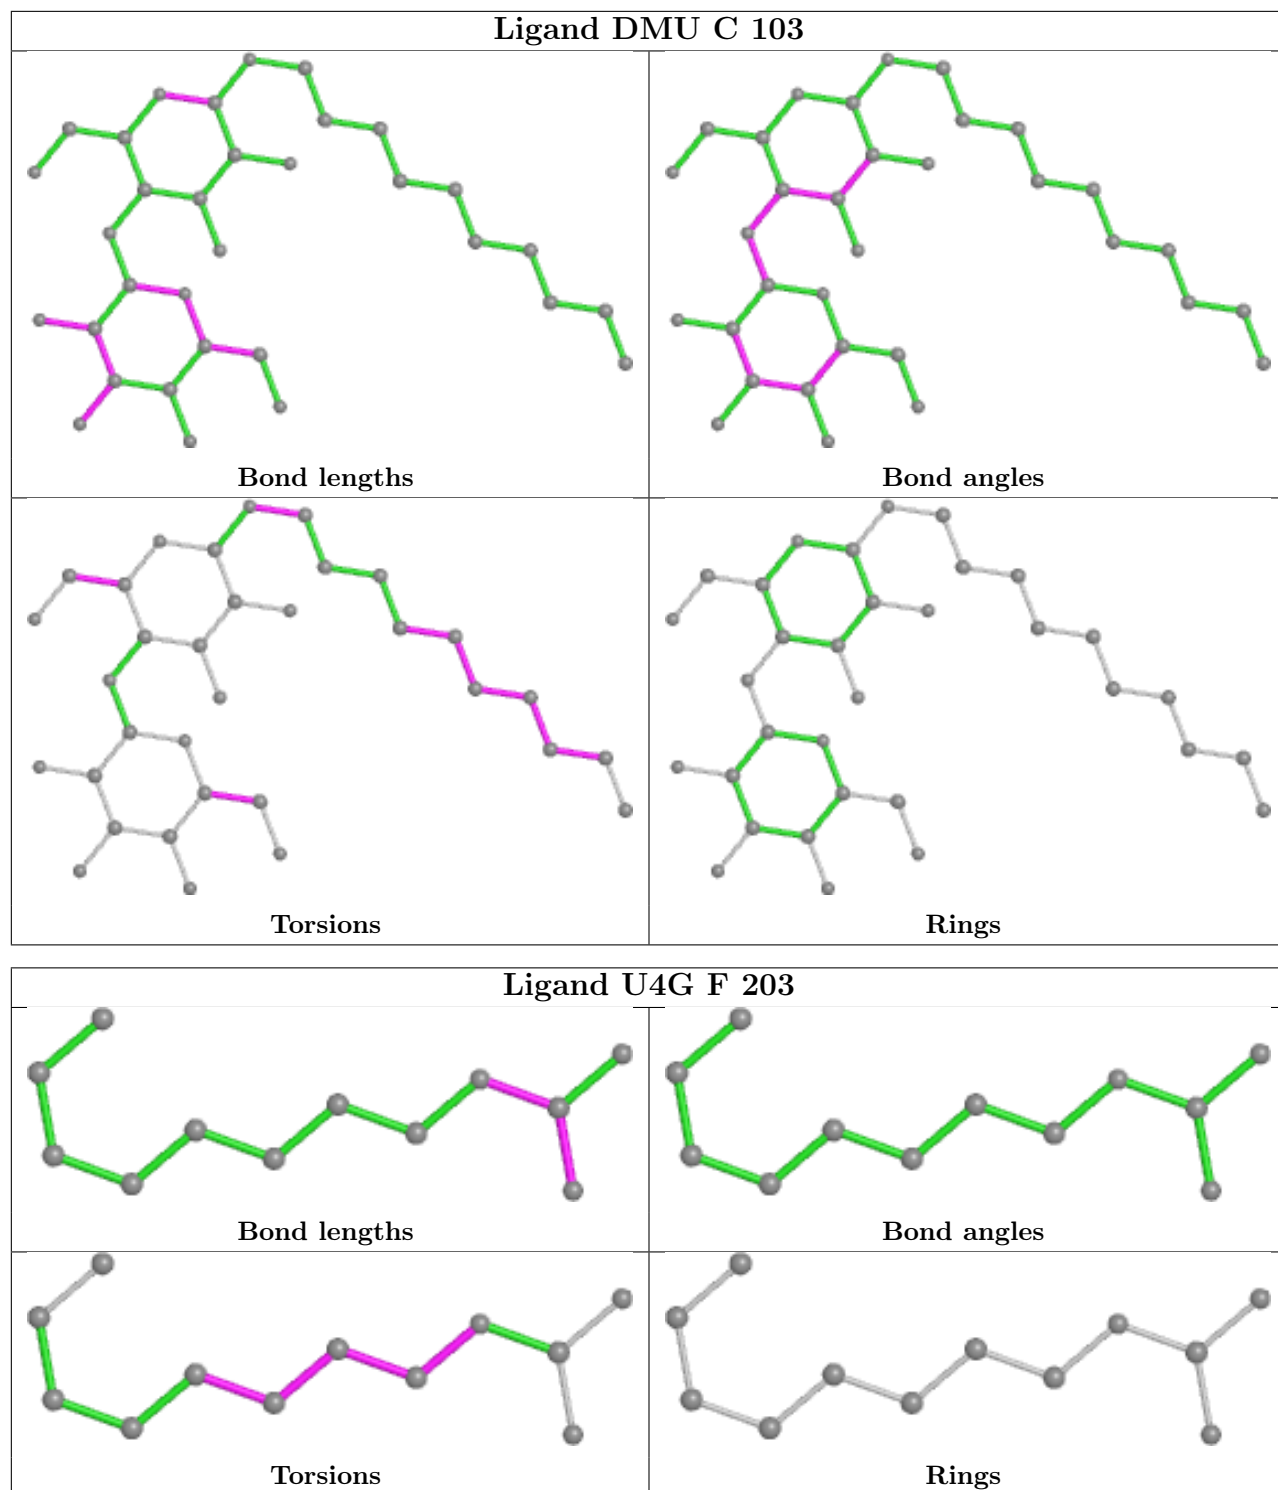 Ligand DMU C 103
Bond lengths
Bond angles
Torsions
Rings
Ligand U4G F 203
Bond lengths
Bond angles
Torsions
Rings